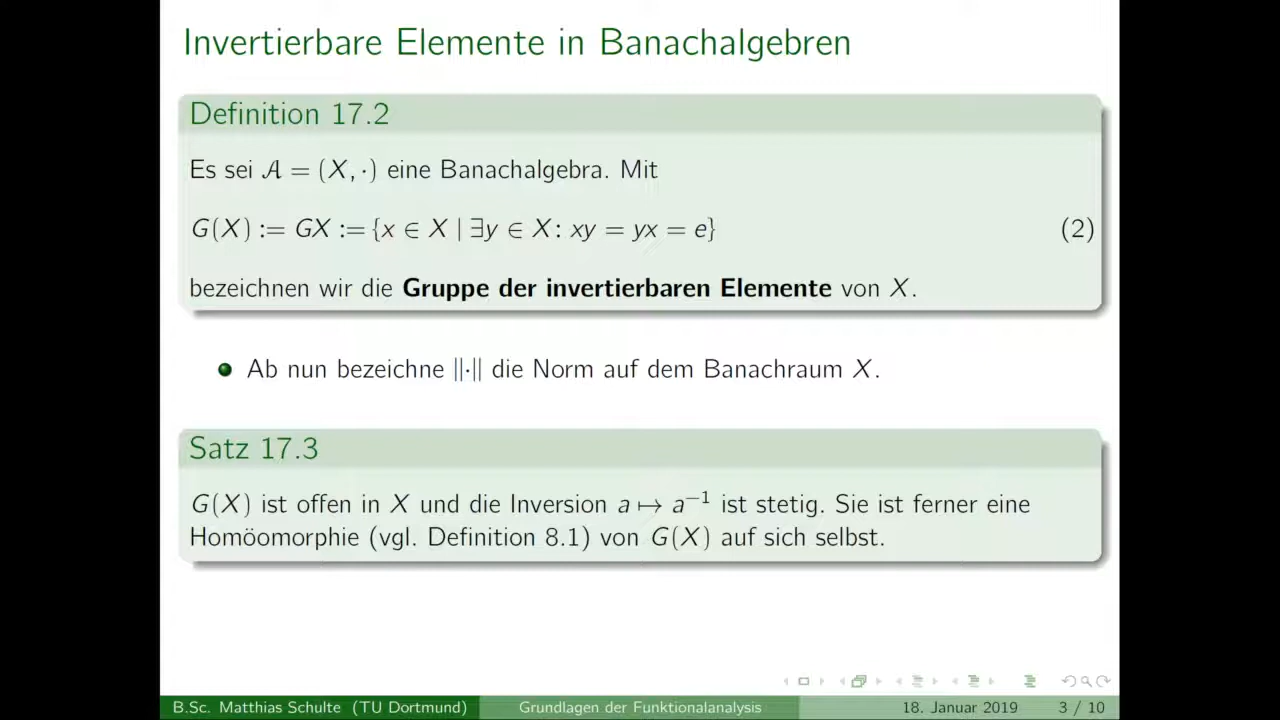 Invertierbare Elemente in Banachalgebren
Definition 17.2
Es sei 𝒜 = (X, ·) eine Banachalgebra. Mit
G(X) := GX := {x ∈ X | ∃y ∈ X: xy = yx = e} (2)
bezeichnen wir die Gruppe der invertierbaren Elemente von X.
Ab nun bezeichne ‖·‖ die Norm auf dem Banachraum X.
Satz 17.3
G(X) ist offen in X und die Inversion a ↦ a⁻¹ ist stetig. Sie ist ferner eine
Homöomorphie (vgl. Definition 8.1) von G(X) auf sich selbst.
B.Sc. Matthias Schulte (TU Dortmund) Grundlagen der Funktionalanalysis 18. Januar 2019 3 / 10